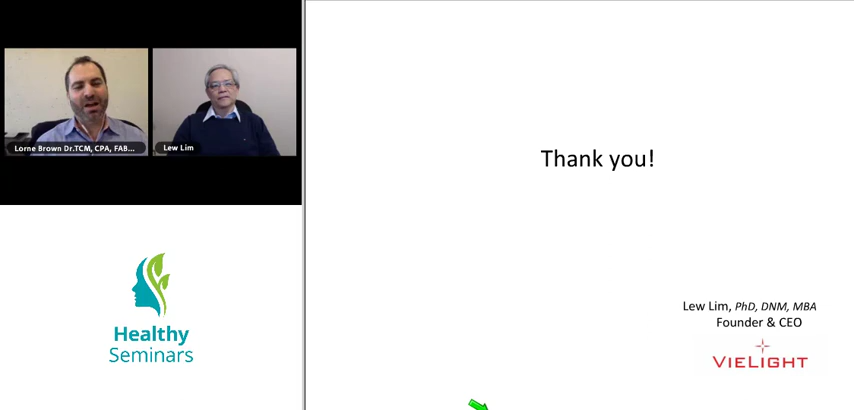 Lorne Brown Dr.TCM, CPA, FAB...
Lew Lim
Healthy
Seminars
Thank you!
Lew Lim, PhD, DNM, MBA
Founder & CEO
VIELIGHT